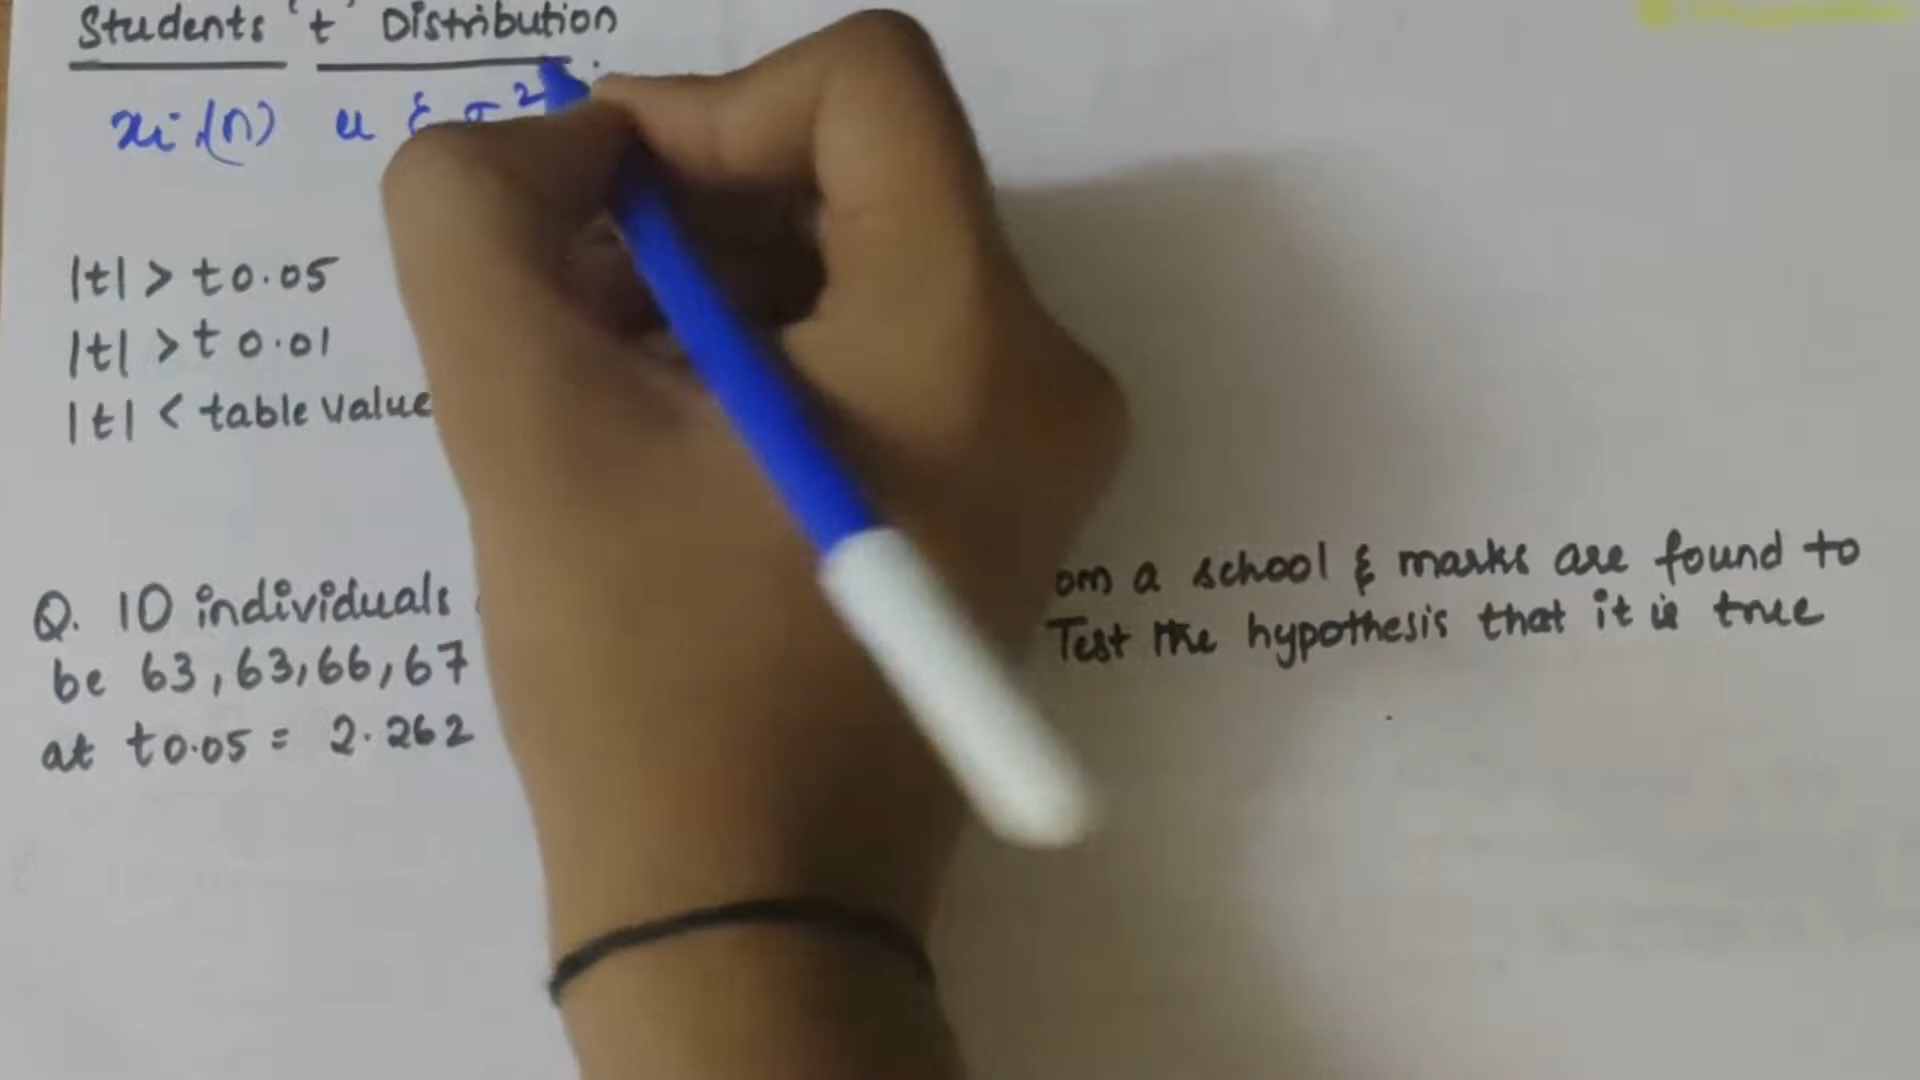 Students 't' Distribution
xi (n) u & σ²
|t| > t0.05
|t| > t0.01
|t| < table value
Q. 10 individuals om a school & marks are found to
be 63, 63, 66, 67 Test the hypothesis that it is true
at t0.05 = 2.262